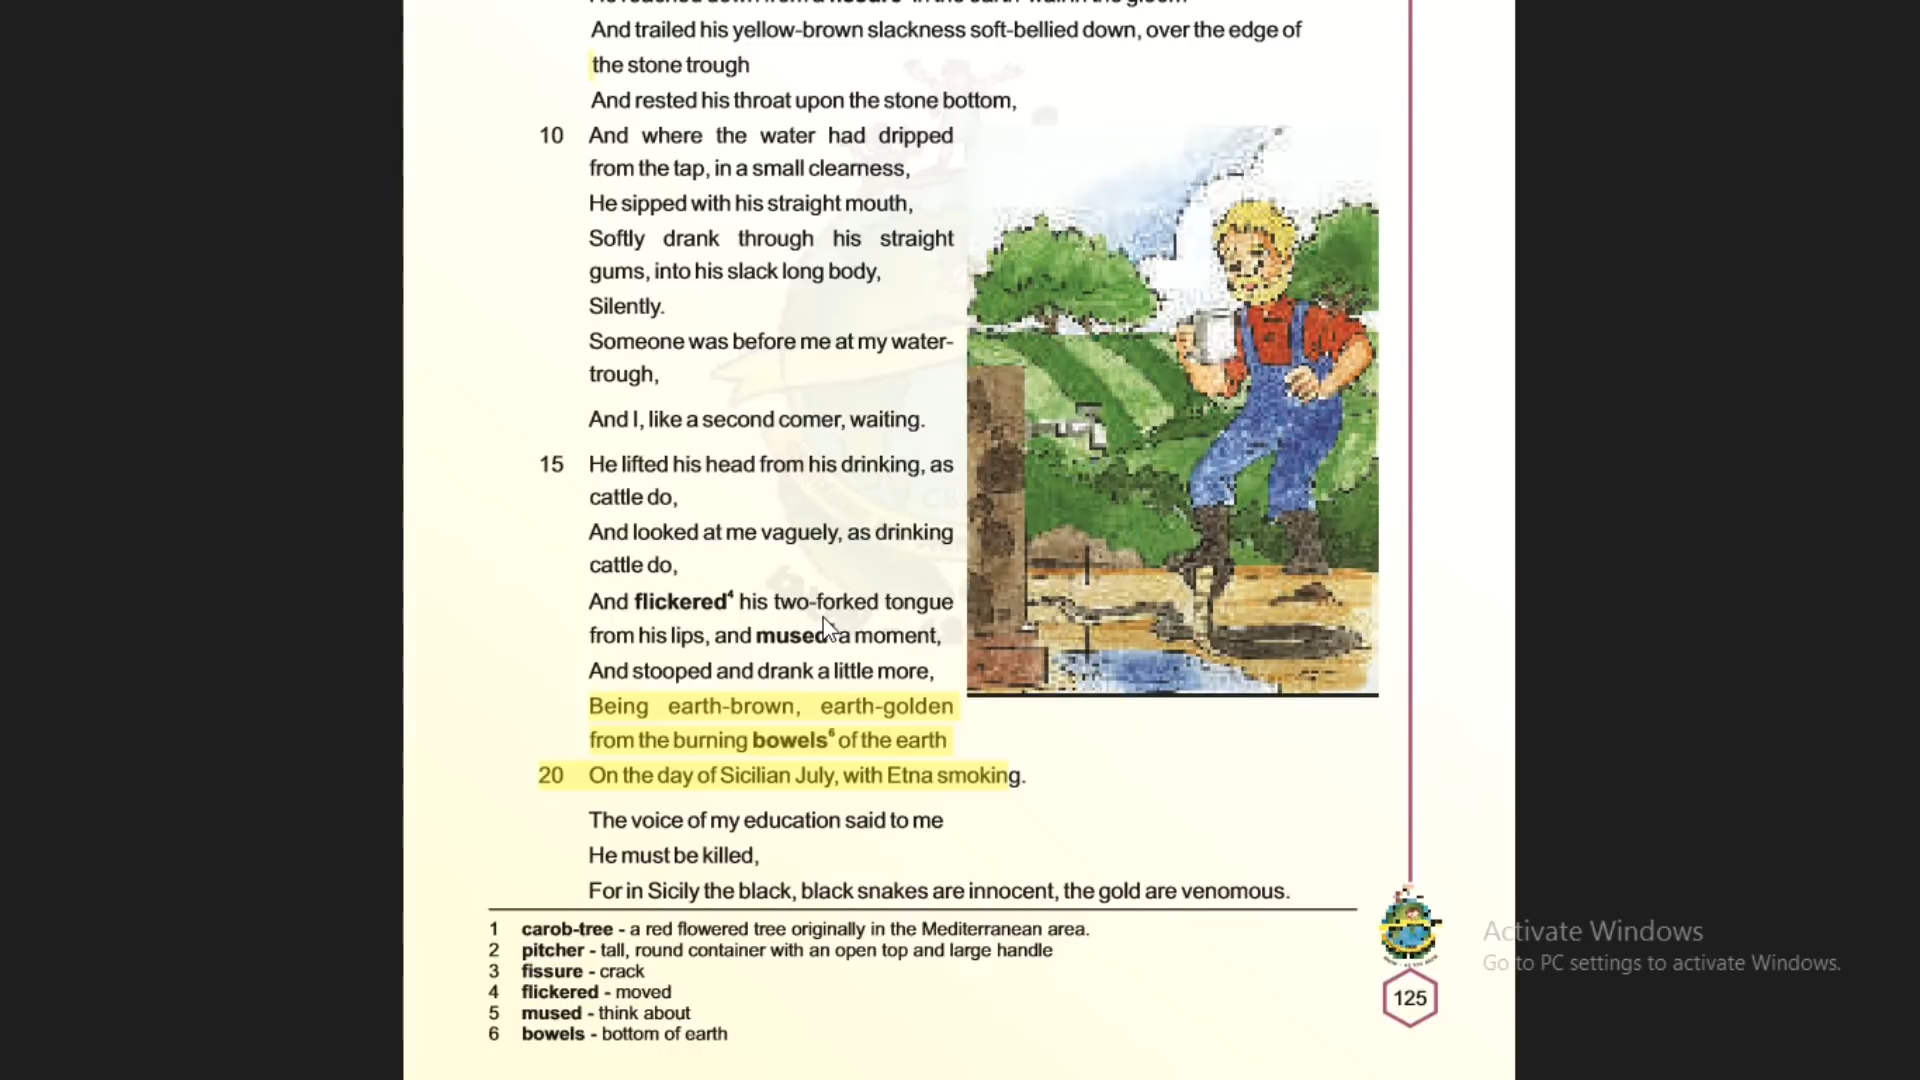 And trailed his yellow-brown slackness soft-bellied down, over the edge of
the stone trough
And rested his throat upon the stone bottom,
10 And where the water had dripped
from the tap, in a small clearness,
He sipped with his straight mouth,
Softly drank through his straight
gums, into his slack long body,
Silently.
Someone was before me at my water-
trough,
And I, like a second comer, waiting.
15 He lifted his head from his drinking, as
cattle do,
And looked at me vaguely, as drinking
cattle do,
And flickered⁴ his two-forked tongue
from his lips, and mused a moment,
And stooped and drank a little more,
Being earth-brown, earth-golden
from the burning bowels⁶ of the earth
20 On the day of Sicilian July, with Etna smoking.
The voice of my education said to me
He must be killed,
For in Sicily the black, black snakes are innocent, the gold are venomous.
1 carob-tree - a red flowered tree originally in the Mediterranean area.
2 pitcher - tall, round container with an open top and large handle
3 fissure - crack
4 flickered - moved
5 mused - think about
6 bowels - bottom of earth
125
Activate Windows
Go to PC settings to activate Windows.